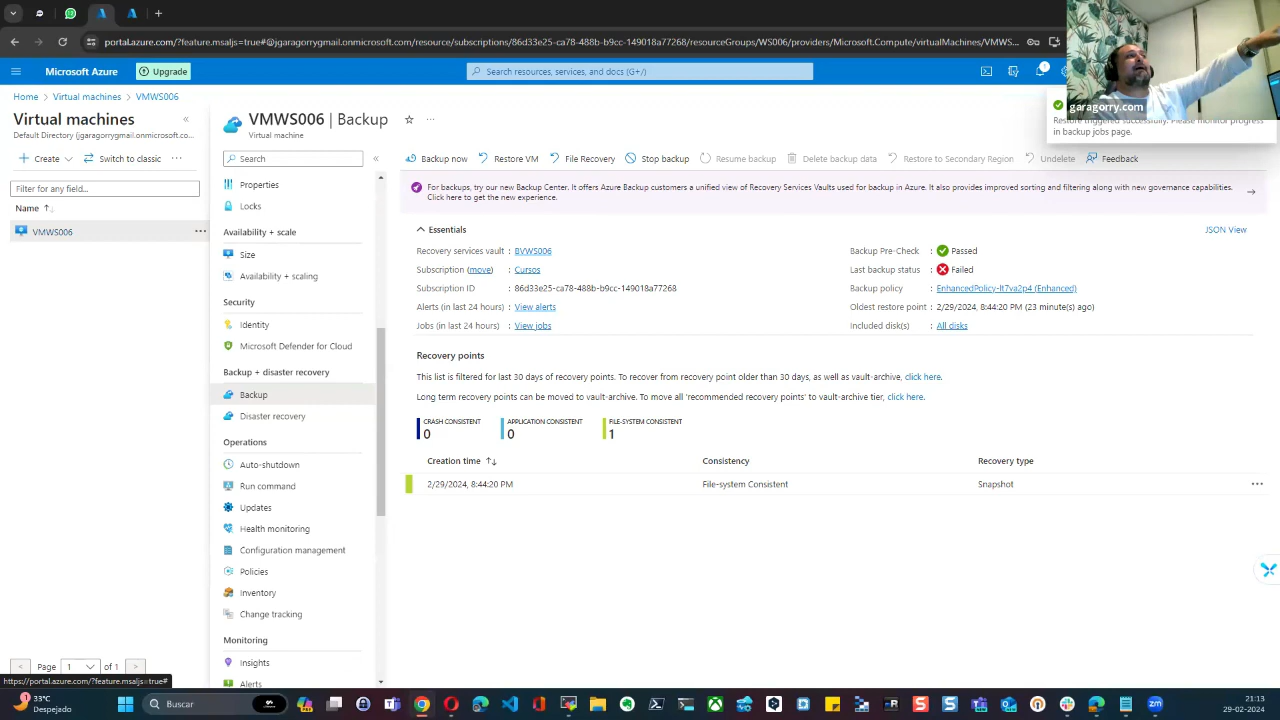 portal.azure.com/?feature.msaljs=true#@jgaragorrygmail.onmicrosoft.com/resource/subscriptions/86d33e25-ca78-488b-b9cc-149018a77268/resourceGroups/WS006/providers/Microsoft.Compute/virtualMachines/VMWS...
Microsoft Azure
Upgrade
Search resources, services, and docs (G+/)
1
garagorry.com
Restore triggered successfully. Please monitor progress
in backup jobs page.
Home > Virtual machines > VMWS006
Virtual machines
Default Directory (jgaragorrygmail.onmicrosoft.co...
Create
Switch to classic
Filter for any field...
Name
VMWS006
Page 1 of 1
https://portal.azure.com/?feature.msaljs=true#
VMWS006 | Backup
Virtual machine
Search
Properties
Locks
Availability + scale
Size
Availability + scaling
Security
Identity
Microsoft Defender for Cloud
Backup + disaster recovery
Backup
Disaster recovery
Operations
Auto-shutdown
Run command
Updates
Health monitoring
Configuration management
Policies
Inventory
Change tracking
Monitoring
Insights
Alerts
Backup now
Restore VM
File Recovery
Stop backup
Resume backup
Delete backup data
Restore to Secondary Region
Undelete
Feedback
For backups, try our new Backup Center. It offers Azure Backup customers a unified view of Recovery Services Vaults used for backup in Azure. It also provides improved sorting and filtering along with new governance capabilities.
Click here to get the new experience.
Essentials
JSON View
Recovery services vault : BVWS006
Subscription (move) : Cursos
Subscription ID : 86d33e25-ca78-488b-b9cc-149018a77268
Alerts (in last 24 hours) : View alerts
Jobs (in last 24 hours) : View jobs
Backup Pre-Check : Passed
Last backup status : Failed
Backup policy : EnhancedPolicy-lt7va2p4 (Enhanced)
Oldest restore point : 2/29/2024, 8:44:20 PM (23 minute(s) ago)
Included disk(s) : All disks
Recovery points
This list is filtered for last 30 days of recovery points. To recover from recovery point older than 30 days, as well as vault-archive, click here.
Long term recovery points can be moved to vault-archive. To move all 'recommended recovery points' to vault-archive tier, click here.
CRASH CONSISTENT
0
APPLICATION CONSISTENT
0
FILE-SYSTEM CONSISTENT
1
Creation time
Consistency
Recovery type
2/29/2024, 8:44:20 PM
File-system Consistent
Snapshot
1
33°C
Despejado
Buscar
21:13
29-02-2024